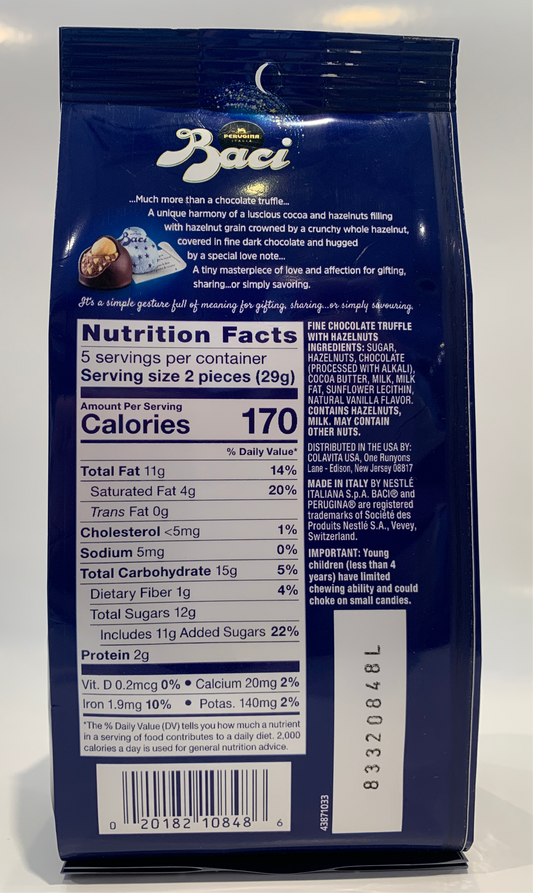 PERUGINA
ITALIA
Baci
...Much more than a chocolate truffle...
A unique harmony of a luscious cocoa and hazelnuts filling
with hazelnut grain crowned by a crunchy whole hazelnut,
covered in fine dark chocolate and hugged
by a special love note...
A tiny masterpiece of love and affection for gifting,
sharing...or simply savoring.
Baci
It's a simple gesture full of meaning for gifting, sharing...or simply savouring.
Nutrition Facts
5 servings per container
Serving size 2 pieces (29g)
Amount Per Serving
Calories 170
% Daily Value*
Total Fat 11g 14%
Saturated Fat 4g 20%
Trans Fat 0g
Cholesterol <5mg 1%
Sodium 5mg 0%
Total Carbohydrate 15g 5%
Dietary Fiber 1g 4%
Total Sugars 12g
Includes 11g Added Sugars 22%
Protein 2g
Vit. D 0.2mcg 0% • Calcium 20mg 2%
Iron 1.9mg 10% • Potas. 140mg 2%
*The % Daily Value (DV) tells you how much a nutrient
in a serving of food contributes to a daily diet. 2,000
calories a day is used for general nutrition advice.
FINE CHOCOLATE TRUFFLE
WITH HAZELNUTS
INGREDIENTS: SUGAR,
HAZELNUTS, CHOCOLATE
(PROCESSED WITH ALKALI),
COCOA BUTTER, MILK, MILK
FAT, SUNFLOWER LECITHIN,
NATURAL VANILLA FLAVOR.
CONTAINS HAZELNUTS,
MILK. MAY CONTAIN
OTHER NUTS.
DISTRIBUTED IN THE USA BY:
COLAVITA USA, One Runyons
Lane - Edison, New Jersey 08817
MADE IN ITALY BY NESTLÉ
ITALIANA S.p.A. BACI® and
PERUGINA® are registered
trademarks of Société des
Produits Nestlé S.A., Vevey,
Switzerland.
IMPORTANT: Young
children (less than 4
years) have limited
chewing ability and could
choke on small candies.
83320848L
43871033
0 20182 10848 6